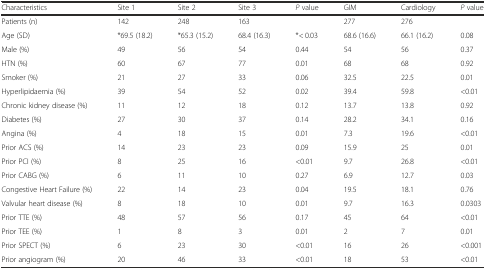 Characteristics Site 1 Site 2 Site 3 P value GIM Cardiology P value
Patients (n) 142 248 163 277 276
Age (SD) *69.5 (18.2) *65.3 (15.2) 68.4 (16.3) *< 0.03 68.6 (16.6) 66.1 (16.2) 0.08
Male (%) 49 56 54 0.44 54 56 0.37
HTN (%) 60 67 77 0.01 68 68 0.92
Smoker (%) 21 27 33 0.06 32.5 22.5 0.01
Hyperlipidaemia (%) 39 54 52 0.02 39.4 59.8 <0.01
Chronic kidney disease (%) 11 12 18 0.12 13.7 13.8 0.92
Diabetes (%) 27 30 37 0.14 28.2 34.1 0.16
Angina (%) 4 18 15 0.01 7.3 19.6 <0.01
Prior ACS (%) 14 23 23 0.09 15.9 25 0.01
Prior PCI (%) 8 25 16 <0.01 9.7 26.8 <0.01
Prior CABG (%) 6 11 10 0.27 6.9 12.7 0.03
Congestive Heart Failure (%) 22 14 23 0.04 19.5 18.1 0.76
Valvular heart disease (%) 8 18 10 0.01 9.7 16.3 0.0303
Prior TTE (%) 48 57 56 0.17 45 64 <0.01
Prior TEE (%) 1 8 3 0.01 2 7 0.01
Prior SPECT (%) 6 23 30 <0.01 16 26 <0.001
Prior angiogram (%) 20 46 33 <0.01 18 53 <0.01